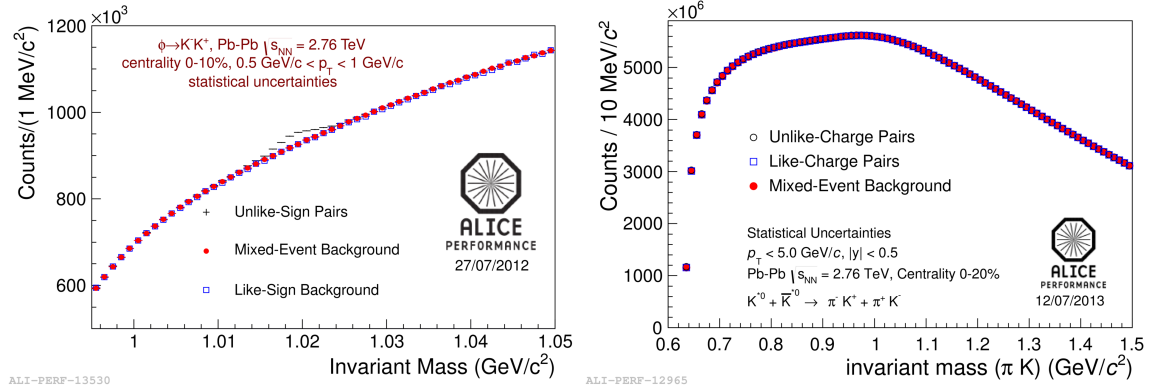 ×10³
1200
1000
800
600
Counts/(1 MeV/c²)
ϕ→K⁻K⁺, Pb-Pb √sNN = 2.76 TeV
centrality 0-10%, 0.5 GeV/c < pT < 1 GeV/c
statistical uncertainties
Unlike-Sign Pairs
Mixed-Event Background
Like-Sign Background
ALICE
PERFORMANCE
27/07/2012
1 1.01 1.02 1.03 1.04 1.05
Invariant Mass (GeV/c²)
ALI-PERF-13530
×10⁶
5000
4000
3000
2000
1000
0
Counts / 10 MeV/c²
Unlike-Charge Pairs
Like-Charge Pairs
Mixed-Event Background
Statistical Uncertainties
pT < 5.0 GeV/c, |y| < 0.5
Pb-Pb √sNN = 2.76 TeV, Centrality 0-20%
K*⁰ + K̅*⁰ → π⁻ K⁺ + π⁺ K⁻
ALICE
PERFORMANCE
12/07/2013
0.6 0.7 0.8 0.9 1 1.1 1.2 1.3 1.4 1.5
invariant mass (π K) (GeV/c²)
ALI-PERF-12965